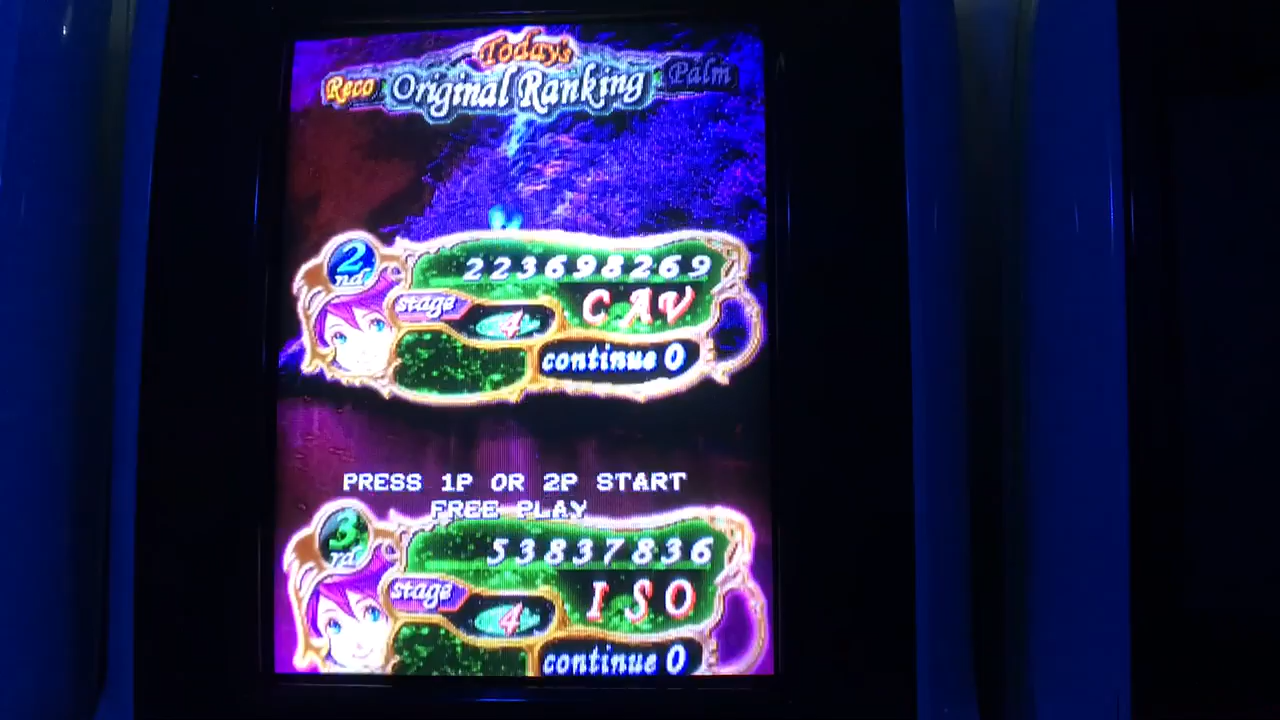 Today's
Reco Original Ranking Palm
2nd
223698269
stage 4 CAV
continue 0
PRESS 1P OR 2P START
FREE PLAY
3rd
53837836
stage 4 ISO
continue 0